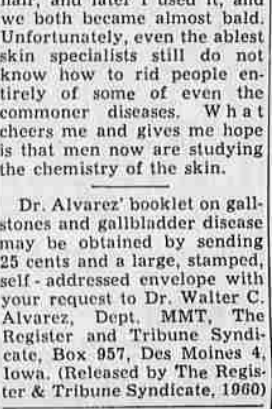 hair, and later I used it, and
we both became almost bald.
Unfortunately, even the ablest
skin specialists still do not
know how to rid people en-
tirely of some of even the
commoner diseases. What
cheers me and gives me hope
is that men now are studying
the chemistry of the skin.
Dr. Alvarez' booklet on gall-
stones and gallbladder disease
may be obtained by sending
25 cents and a large, stamped,
self-addressed envelope with
your request to Dr. Walter C.
Alvarez, Dept. MMT, The
Register and Tribune Syndi-
cate, Box 957, Des Moines 4,
Iowa. (Released by The Regis-
ter & Tribune Syndicate, 1960)